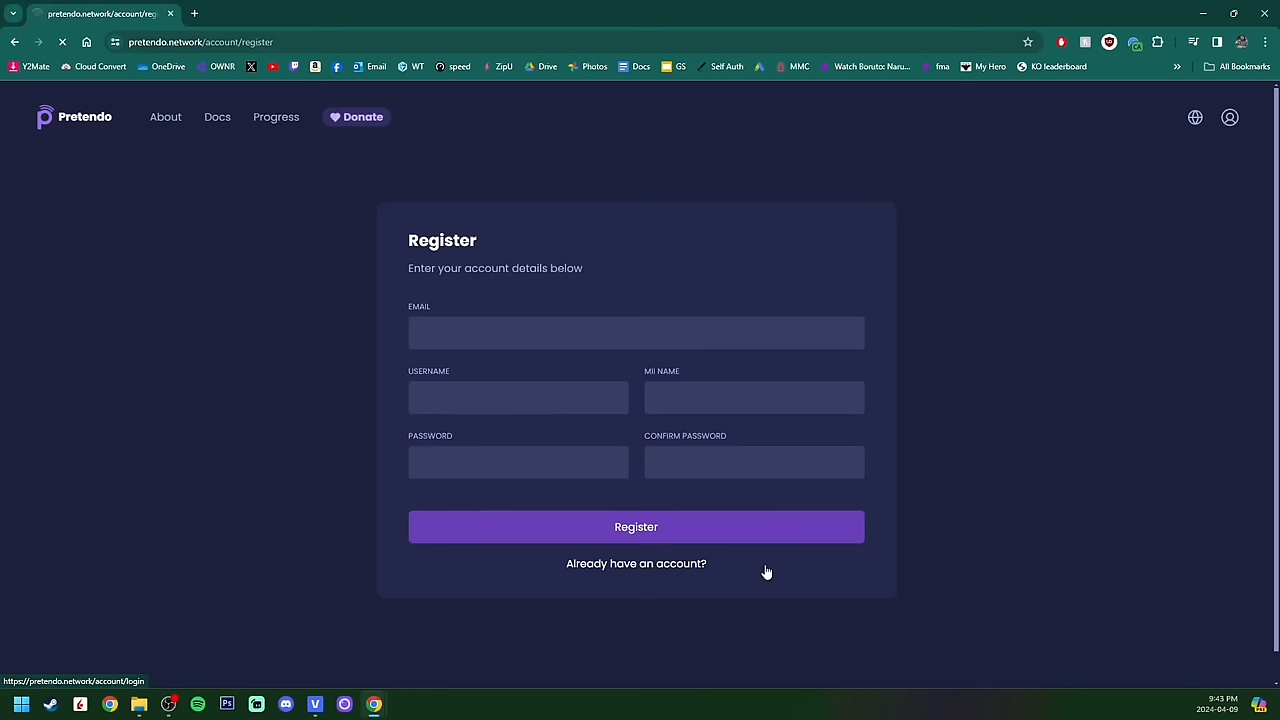 pretendo.network/account/reg
pretendo.network/account/register
Y2Mate Cloud Convert OneDrive OWNR Email WT speed ZipU Drive Photos Docs GS Self Auth MMC Watch Boruto: Naru... fma My Hero KO leaderboard » All Bookmarks
Pretendo About Docs Progress Donate
Register
Enter your account details below
EMAIL
USERNAME MII NAME
PASSWORD CONFIRM PASSWORD
Register
Already have an account?
https://pretendo.network/account/login
9:43 PM
2024-04-09